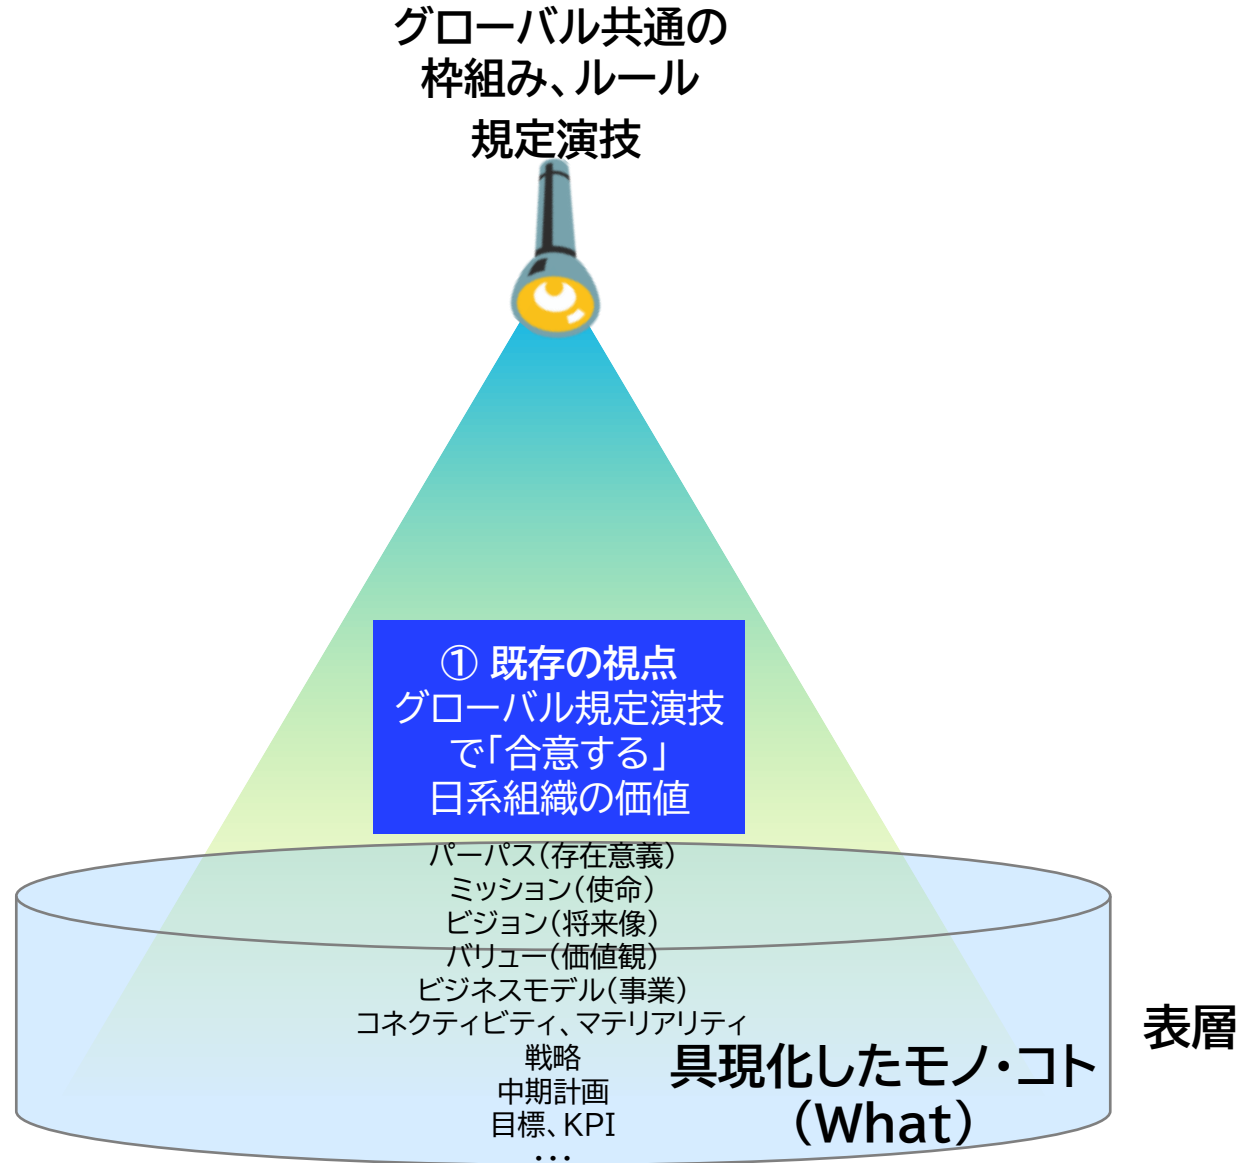 グローバル共通の
枠組み、ルール
規定演技
① 既存の視点
グローバル規定演技
で「合意する」
日系組織の価値
パーパス(存在意義)
ミッション(使命)
ビジョン(将来像)
バリュー(価値観)
ビジネスモデル(事業)
コネクティビティ、マテリアリティ
戦略
中期計画
目標、KPI
・・・
具現化したモノ・コト
(What)
表層